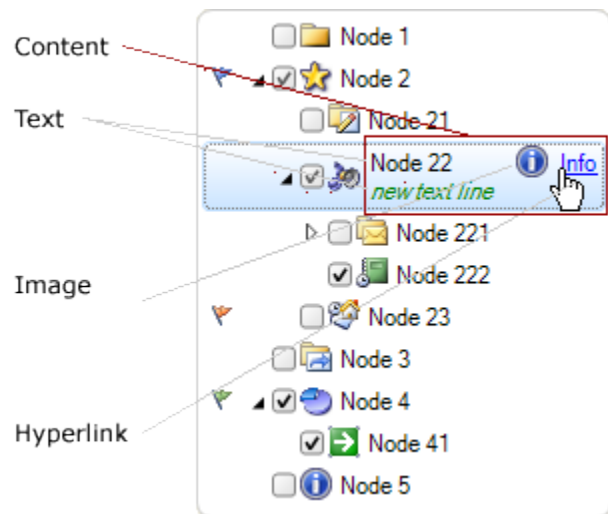 Content
Text
Image
Hyperlink
Node 1
Node 2
Node 21
Node 22
new text line
Info
Node 221
Node 222
Node 23
Node 3
Node 4
Node 41
Node 5